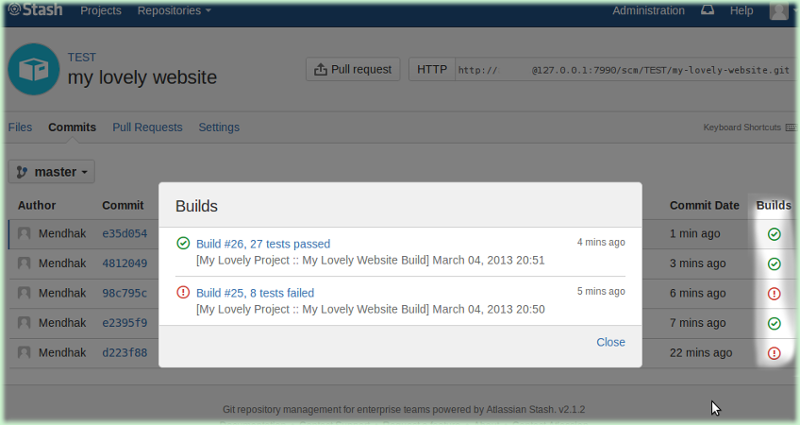 Stash Projects Repositories Administration Help
TEST
my lovely website
Pull request HTTP http:// @127.0.0.1:7990/scm/TEST/my-lovely-website.git
Files Commits Pull Requests Settings Keyboard Shortcuts
master
Author Commit Commit Date Builds
Mendhak e35d054 1 min ago
Mendhak 4812049 3 mins ago
Mendhak 98c795c 6 mins ago
Mendhak e2395f9 7 mins ago
Mendhak d223f88 22 mins ago
Builds
Build #26, 27 tests passed 4 mins ago
[My Lovely Project :: My Lovely Website Build] March 04, 2013 20:51
Build #25, 8 tests failed 5 mins ago
[My Lovely Project :: My Lovely Website Build] March 04, 2013 20:50
Close
Git repository management for enterprise teams powered by Atlassian Stash. v2.1.2